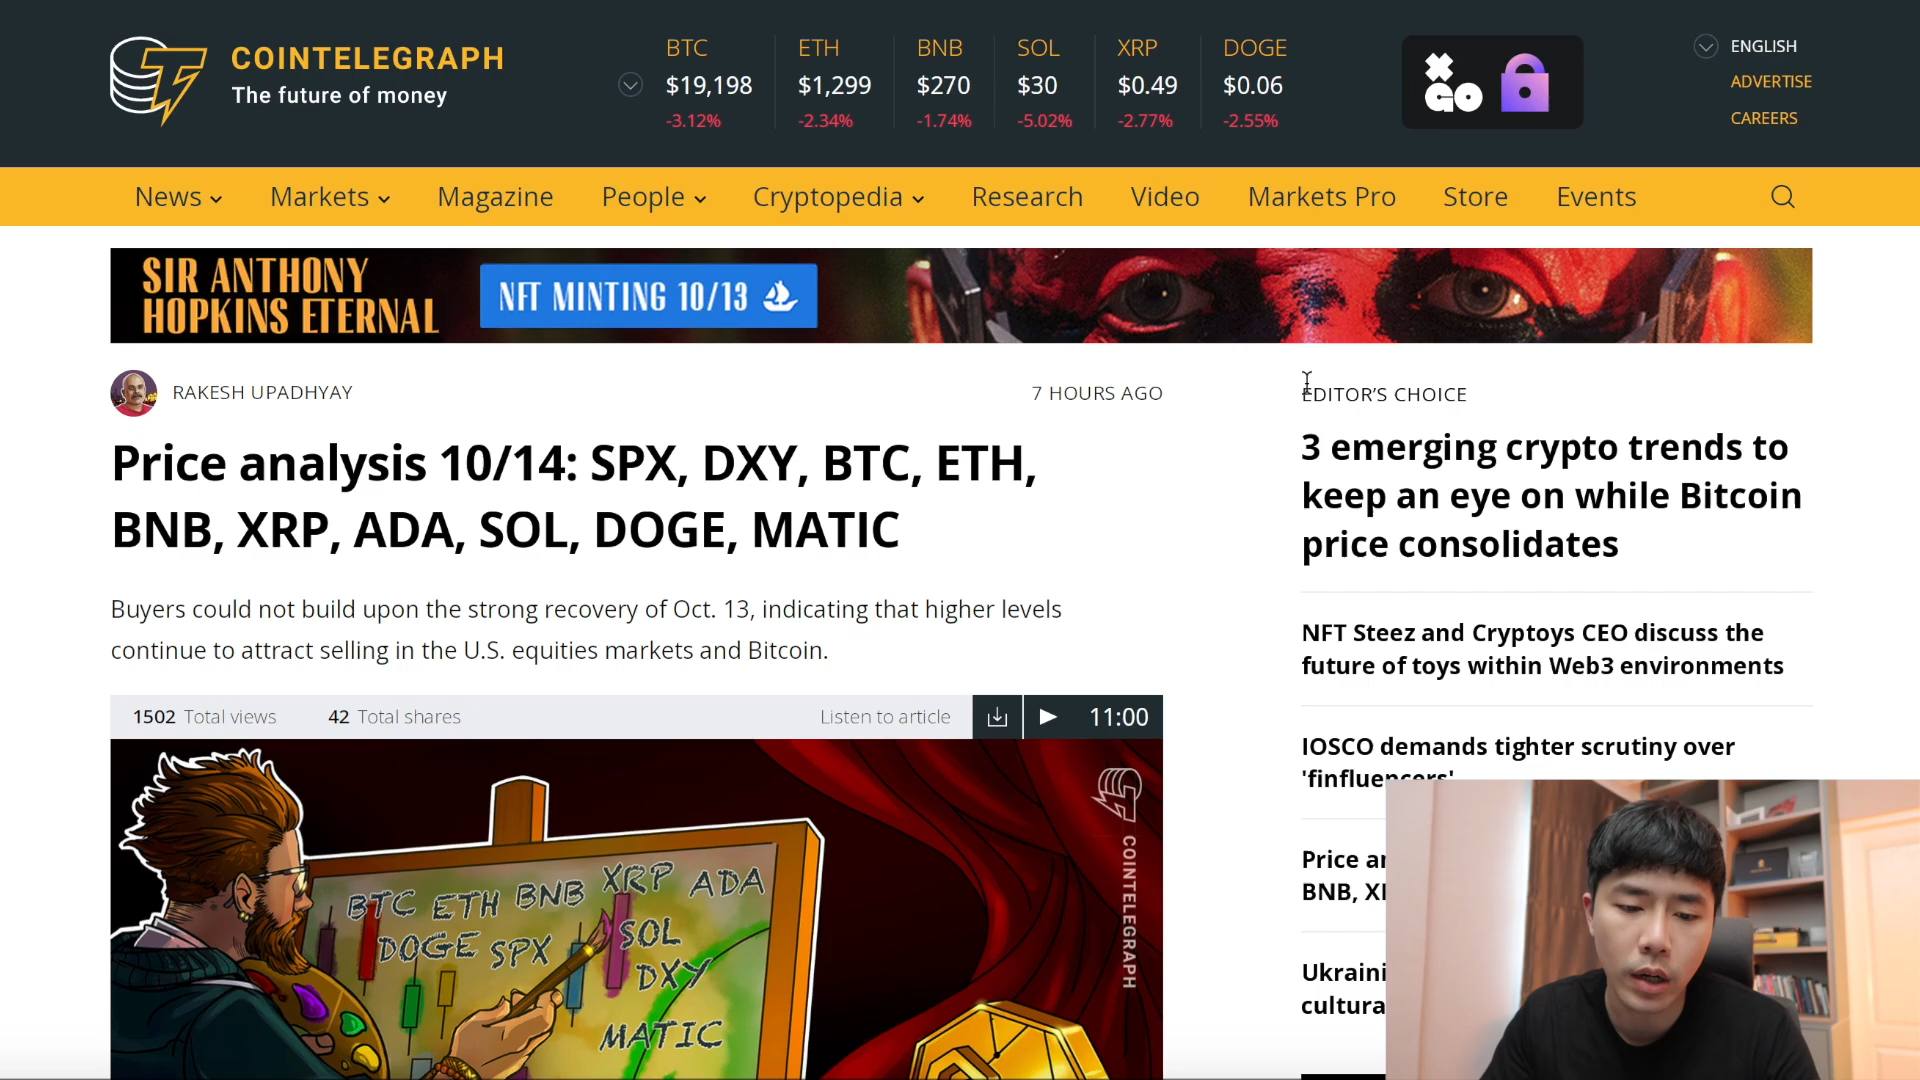 COINTELEGRAPH
The future of money
BTC
$19,198
-3.12%
ETH
$1,299
-2.34%
BNB
$270
-1.74%
SOL
$30
-5.02%
XRP
$0.49
-2.77%
DOGE
$0.06
-2.55%
XGO
ENGLISH
ADVERTISE
CAREERS
News Markets Magazine People Cryptopedia Research Video Markets Pro Store Events
SIR ANTHONY
HOPKINS ETERNAL
NFT MINTING 10/13
RAKESH UPADHYAY
7 HOURS AGO
Price analysis 10/14: SPX, DXY, BTC, ETH,
BNB, XRP, ADA, SOL, DOGE, MATIC
Buyers could not build upon the strong recovery of Oct. 13, indicating that higher levels
continue to attract selling in the U.S. equities markets and Bitcoin.
1502 Total views 42 Total shares Listen to article 11:00
BTC ETH BNB XRP ADA
DOGE SPX SOL
DXY
MATIC
COINTELEGRAPH
EDITOR'S CHOICE
3 emerging crypto trends to
keep an eye on while Bitcoin
price consolidates
NFT Steez and Cryptoys CEO discuss the
future of toys within Web3 environments
IOSCO demands tighter scrutiny over
'finfluencers'
Price
BNB,